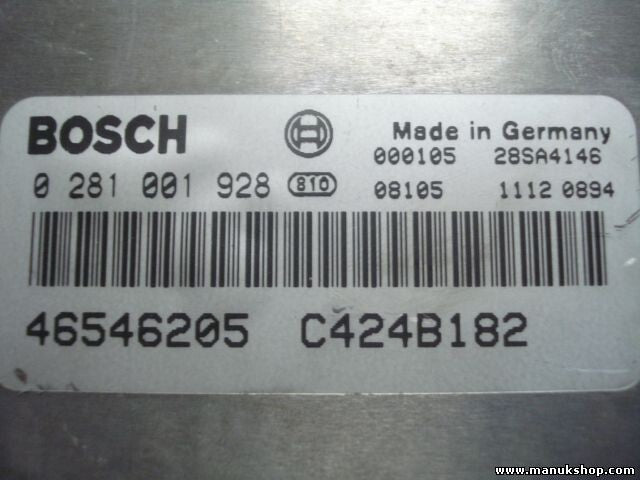 BOSCH Made in Germany
000105 28SA4146
0 281 001 928 810 08105 1112 0894
46546205 C424B182
www.manukshop.com